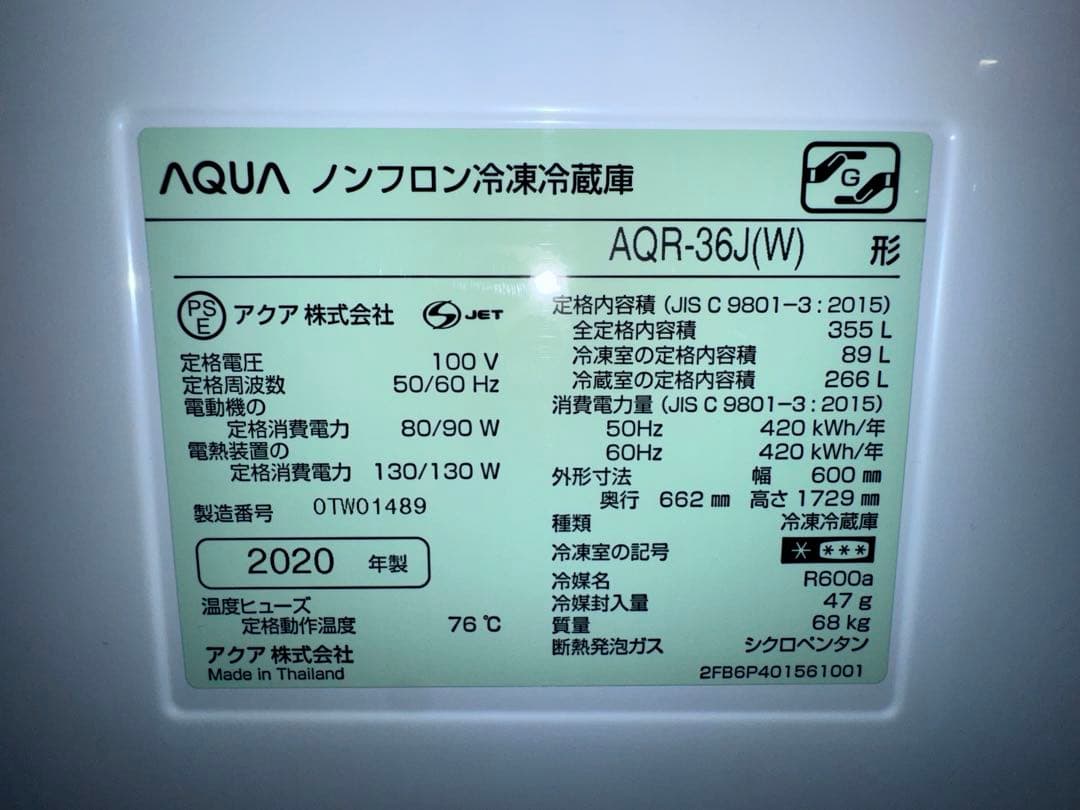 AQUA ノンフロン冷凍冷蔵庫
G
AQR-36J(W) 形
PS E アクア 株式会社 S JET
定格電圧 100 V
定格周波数 50/60 Hz
電動機の
定格消費電力 80/90 W
電熱装置の
定格消費電力 130/130 W
製造番号 0TW01489
2020 年製
温度ヒューズ
定格動作温度 76 ℃
アクア 株式会社
Made in Thailand
定格内容積 (JIS C 9801-3 : 2015)
全定格内容積 355 L
冷凍室の定格内容積 89 L
冷蔵室の定格内容積 266 L
消費電力量 (JIS C 9801-3 : 2015)
50Hz 420 kWh/年
60Hz 420 kWh/年
外形寸法 幅 600 ㎜
奥行 662 ㎜ 高さ 1729 ㎜
種類 冷凍冷蔵庫
冷凍室の記号 * ***
冷媒名 R600a
冷媒封入量 47 g
質量 68 kg
断熱発泡ガス シクロペンタン
2FB6P401561001